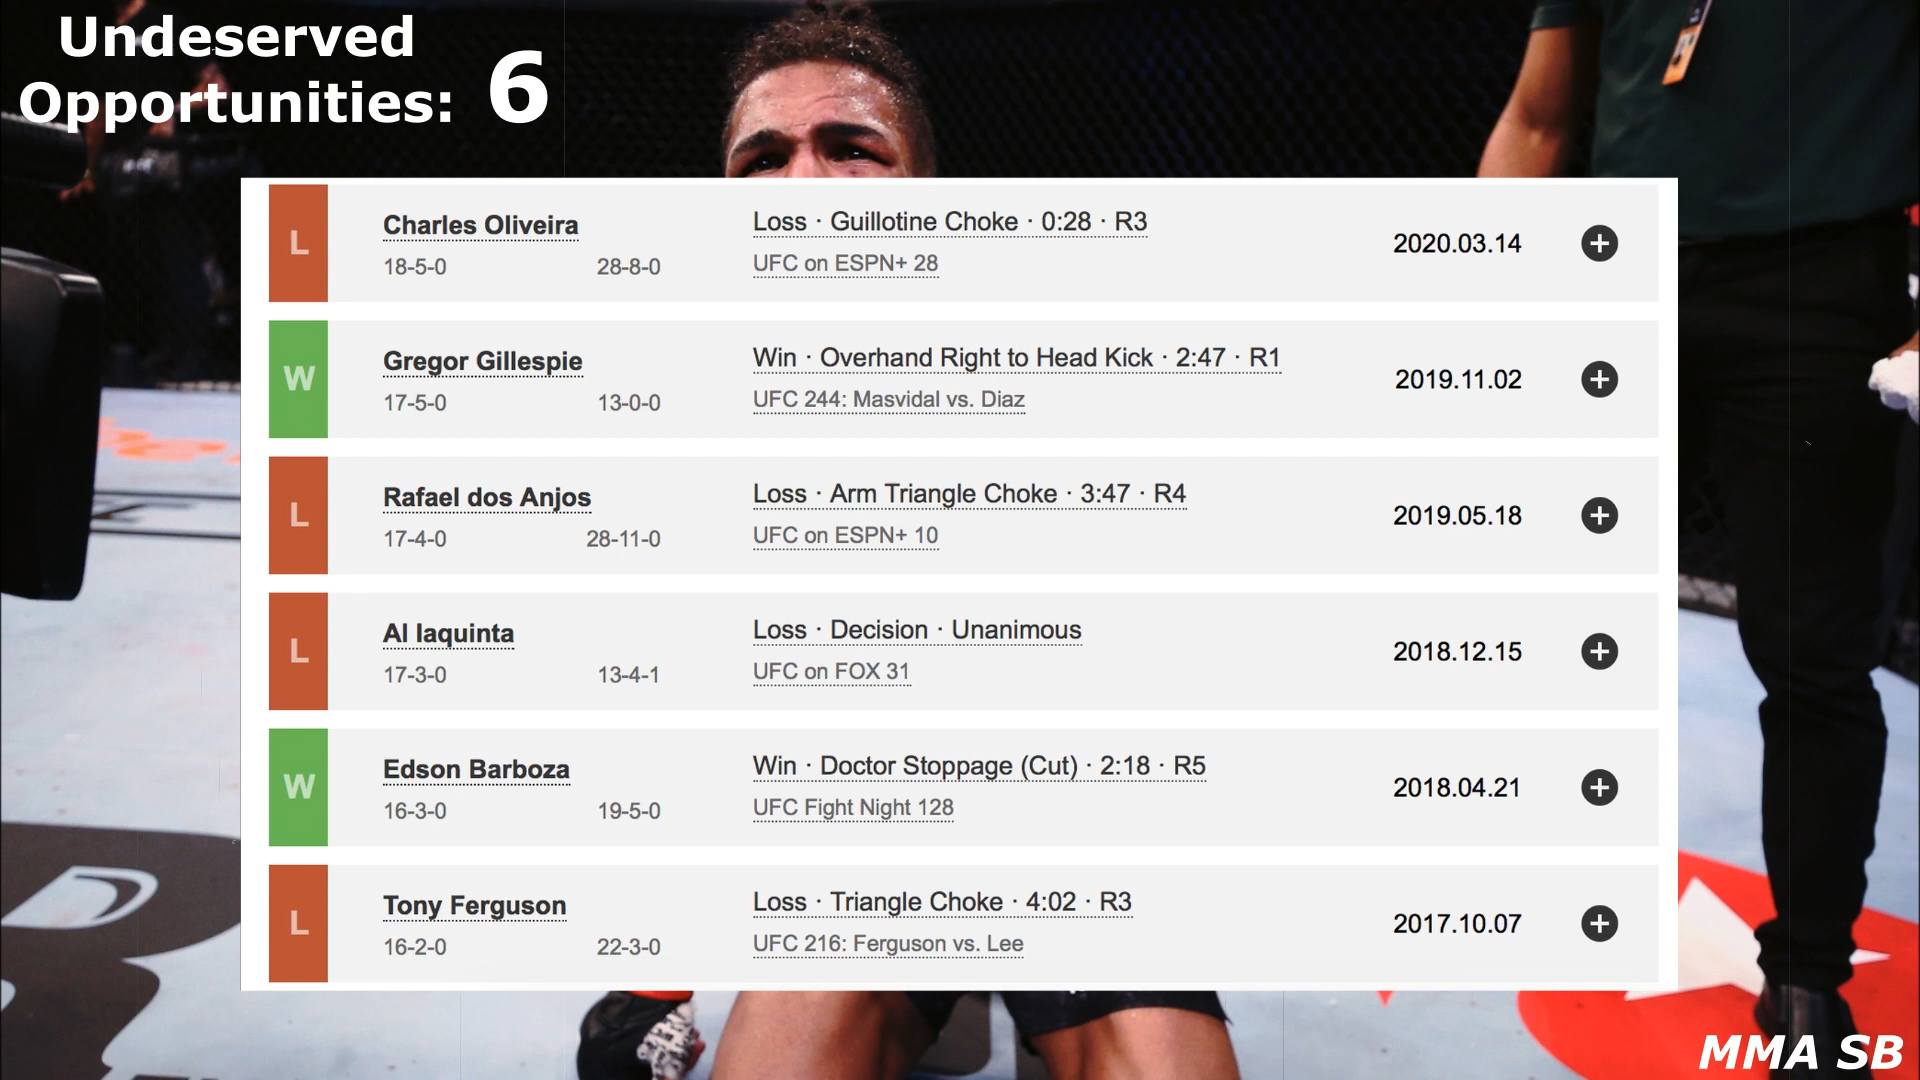 Undeserved
Opportunities: 6
L
Charles Oliveira
Loss · Guillotine Choke · 0:28 · R3
18-5-0 28-8-0
UFC on ESPN+ 28
2020.03.14
W
Gregor Gillespie
Win · Overhand Right to Head Kick · 2:47 · R1
17-5-0 13-0-0
UFC 244: Masvidal vs. Diaz
2019.11.02
L
Rafael dos Anjos
Loss · Arm Triangle Choke · 3:47 · R4
17-4-0 28-11-0
UFC on ESPN+ 10
2019.05.18
L
Al Iaquinta
Loss · Decision · Unanimous
17-3-0 13-4-1
UFC on FOX 31
2018.12.15
W
Edson Barboza
Win · Doctor Stoppage (Cut) · 2:18 · R5
16-3-0 19-5-0
UFC Fight Night 128
2018.04.21
L
Tony Ferguson
Loss · Triangle Choke · 4:02 · R3
16-2-0 22-3-0
UFC 216: Ferguson vs. Lee
2017.10.07
MMA SB